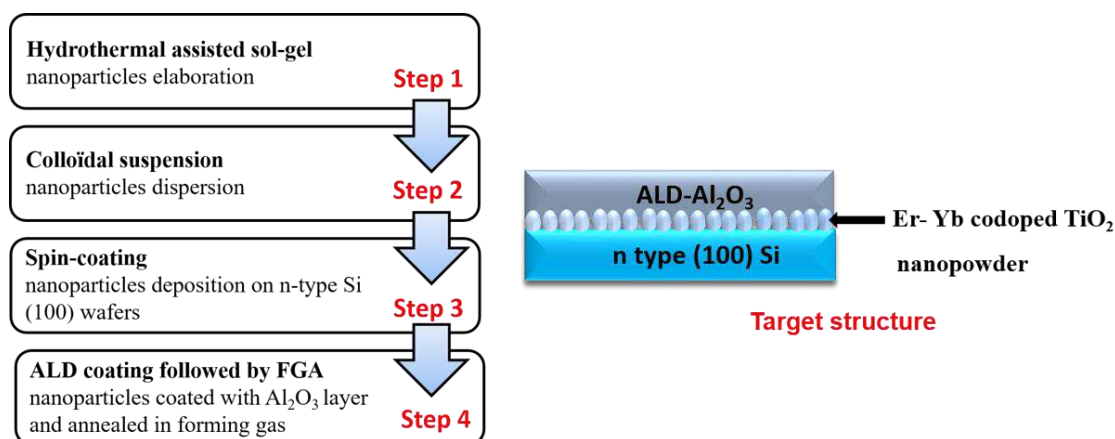 Hydrothermal assisted sol-gel
nanoparticles elaboration
Step 1
Colloïdal suspension
nanoparticles dispersion
Step 2
Spin-coating
nanoparticles deposition on n-type Si
(100) wafers
Step 3
ALD coating followed by FGA
nanoparticles coated with Al₂O₃ layer
and annealed in forming gas
Step 4
ALD-Al₂O₃
n type (100) Si
Er- Yb codoped TiO₂
nanopowder
Target structure